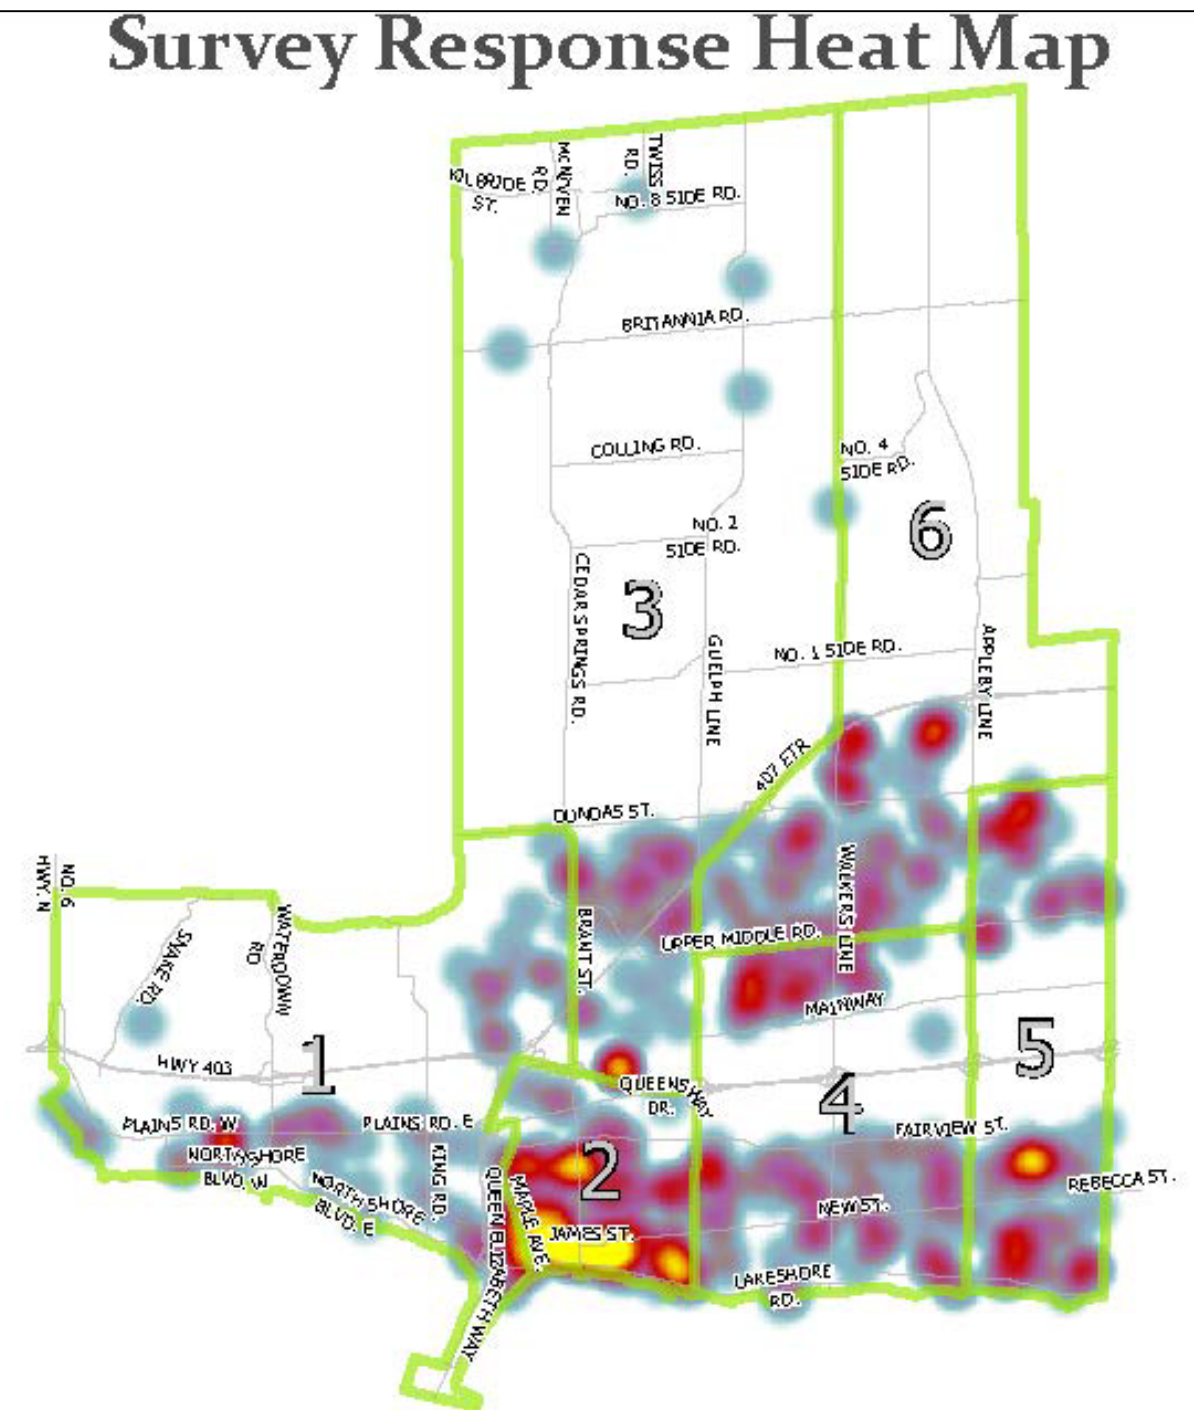 Survey Response Heat Map
KILBRIDE
ST.
MCNIVEN
RD.
TWISS
RD.
NO. 8 SIDE RD.
BRITANNIA RD.
COLLING RD.
NO. 4
SIDE RD.
NO. 2
SIDE RD.
6
3
CEDAR SPRINGS RD.
GUELPH LINE
NO. 1 SIDE RD.
APPLEBY LINE
407 ETR
DUNDAS ST.
HWY. N
NO. 6
SNAKE RD.
WATERDOWN
RD
BRANT ST.
WALKERS LINE
UPPER MIDDLE RD.
MAINWAY
1
HWY 403
5
4
QUEENSWAY
DR.
PLAINS RD. W
PLAINS RD. E
FAIRVIEW ST.
NORTHSHORE
BLVD. W
NORTH SHORE
BLVD. E
KING RD.
2
REBECCA ST.
QUEEN ELIZABETH WAY
MAPLE AVE.
JAMES ST.
NEW ST.
LAKESHORE
RD.